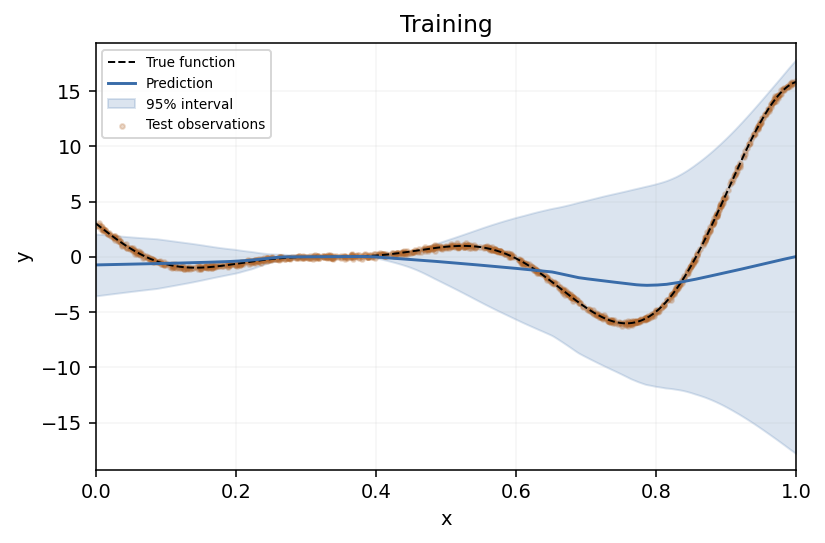 Training
True function
Prediction
95% interval
Test observations
15
10
5
0
−5
−10
−15
y
0.0 0.2 0.4 0.6 0.8 1.0
x